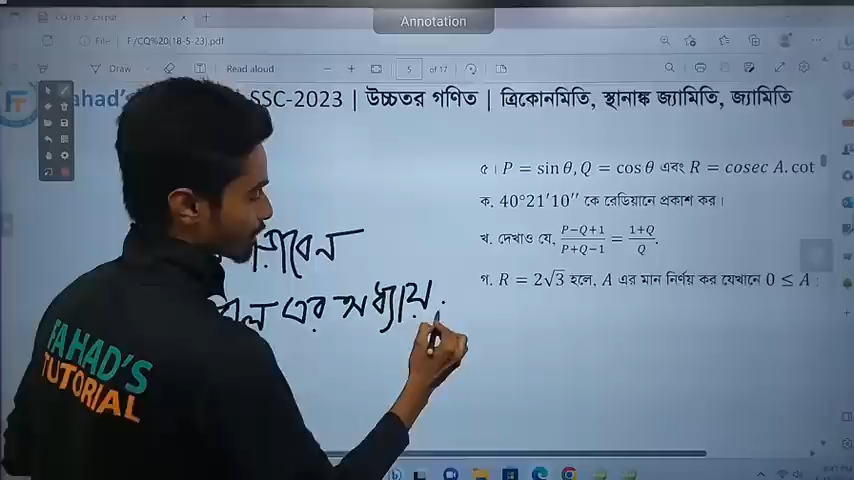 Annotation
File
F/CQ%20(18-5-23).pdf
Draw
Read aloud
5
of 17
ahad's
SSC-2023 | উচ্চতর গণিত | ত্রিকোনমিতি, স্থানাঙ্ক জ্যামিতি, জ্যামিতি
৫। P = sin θ, Q = cos θ এবং R = cosec A. cot
ক. 40°21′10′′ কে রেডিয়ানে প্রকাশ কর।
খ. দেখাও যে, (P−Q+1)/(P+Q−1) = (1+Q)/Q.
গ. R = 2√3 হলে, A এর মান নির্ণয় কর যেখানে 0 ≤ A
এর অধ্যায়
FAHAD'S
TUTORIAL